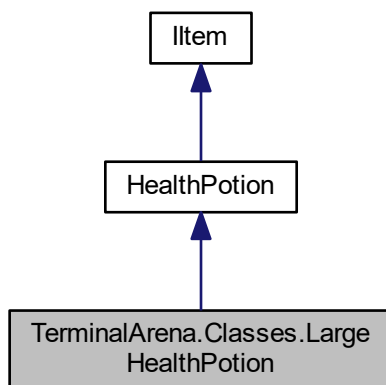 IItem
HealthPotion
TerminalArena.Classes.Large
HealthPotion